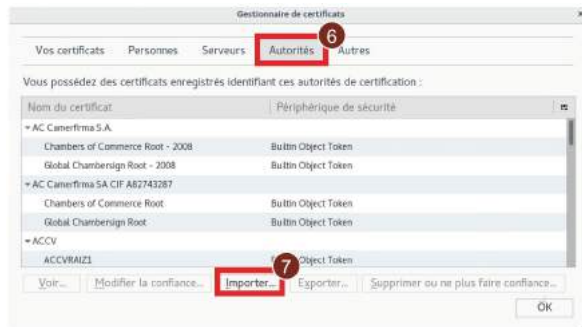 Gestionnaire de certificats
6
Vos certificats Personnes Serveurs Autorités Autres
Vous possédez des certificats enregistrés identifiant ces autorités de certification :
Nom du certificat Périphérique de sécurité
AC Camerfirma S.A.
Chambers of Commerce Root - 2008 Builtin Object Token
Global Chambersign Root - 2008 Builtin Object Token
AC Camerfirma SA CIF A82743287
Chambers of Commerce Root Builtin Object Token
Global Chambersign Root Builtin Object Token
ACCV
ACCVRAIZ1 Object Token
7
Voir... Modifier la confiance... Importer... Exporter... Supprimer ou ne plus faire confiance...
OK